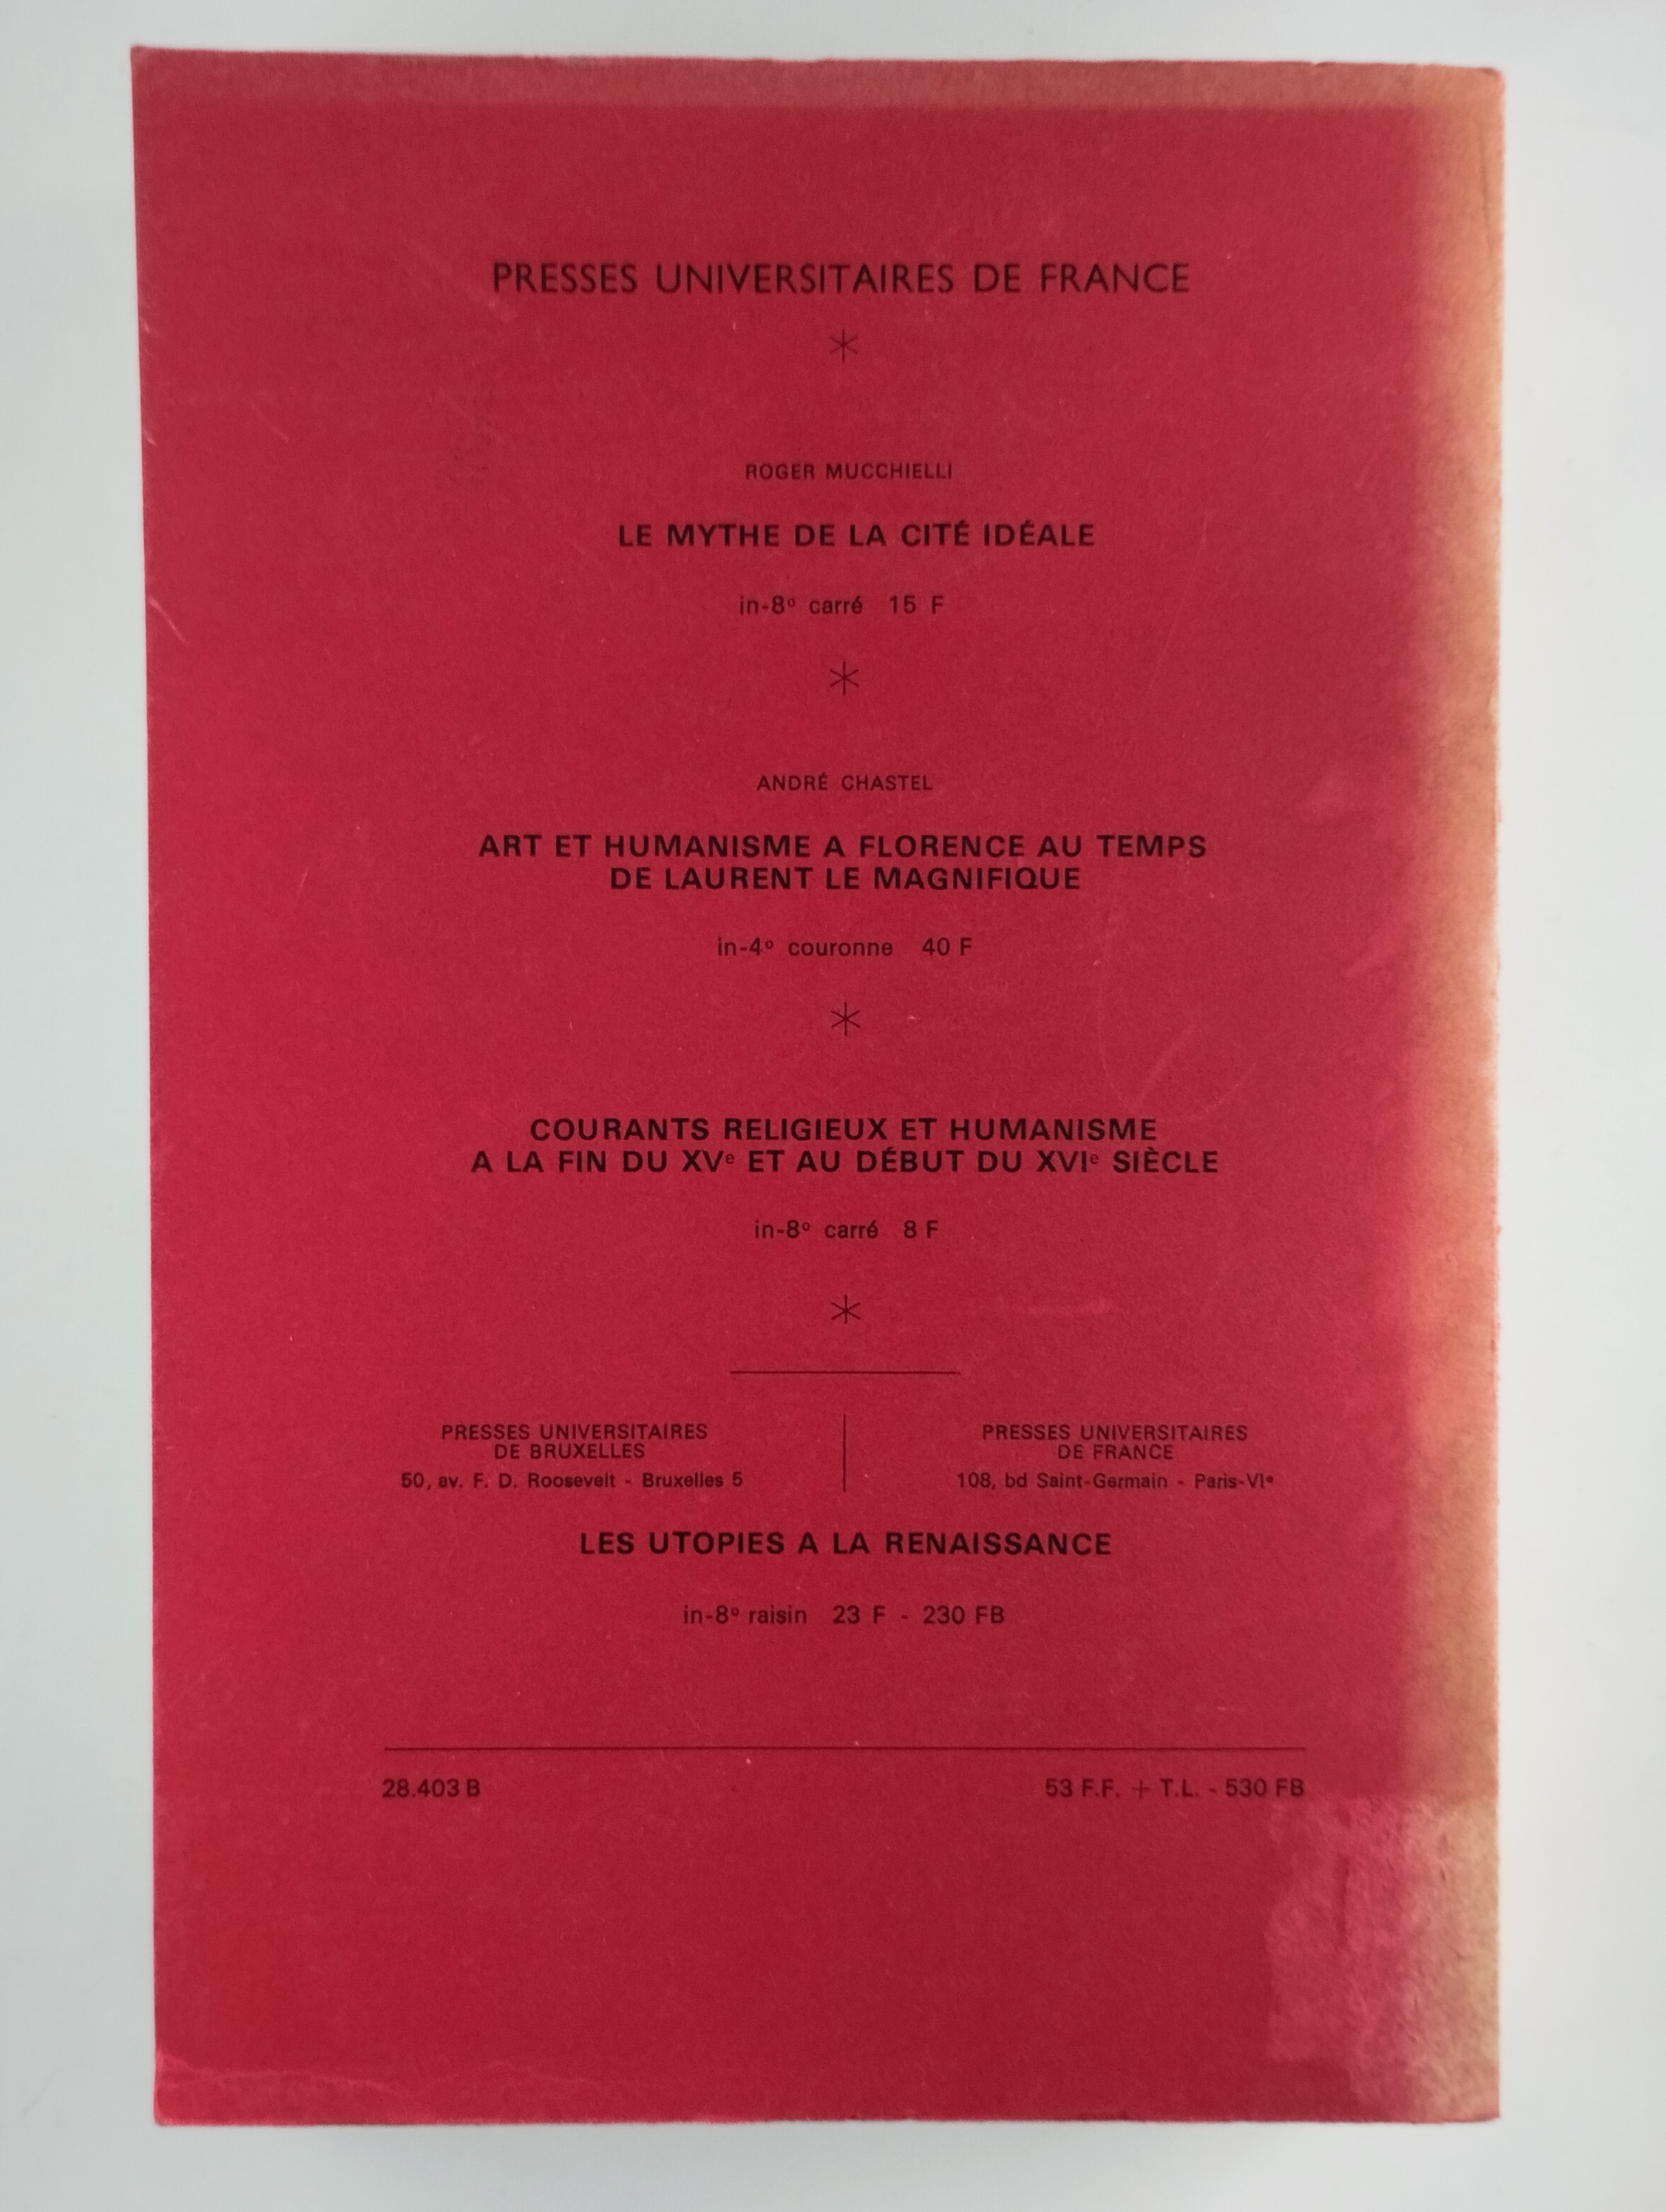 PRESSES UNIVERSITAIRES DE FRANCE
*
ROGER MUCCHIELLI
LE MYTHE DE LA CITÉ IDÉALE
in-8º carré 15 F
*
ANDRÉ CHASTEL
ART ET HUMANISME A FLORENCE AU TEMPS
DE LAURENT LE MAGNIFIQUE
in-4º couronne 40 F
*
COURANTS RELIGIEUX ET HUMANISME
A LA FIN DU XVᵉ ET AU DÉBUT DU XVIᵉ SIÈCLE
in-8º carré 8 F
*
PRESSES UNIVERSITAIRES
DE BRUXELLES
50, av. F. D. Roosevelt - Bruxelles 5
PRESSES UNIVERSITAIRES
DE FRANCE
108, bd Saint-Germain - Paris-VIᵉ
LES UTOPIES A LA RENAISSANCE
in-8º raisin 23 F - 230 FB
28.403 B
53 F.F. + T.L. - 530 FB